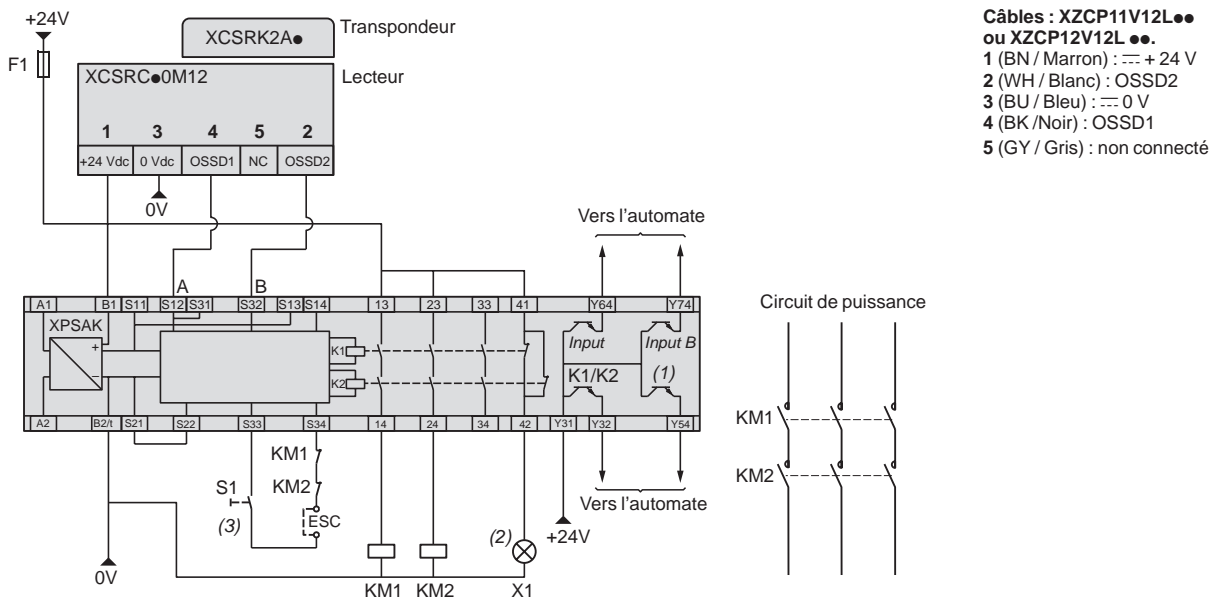 +24V
F1
XCSRK2A●
Transpondeur
XCSRC●0M12
Lecteur
1 3 4 5 2
+24 Vdc 0 Vdc OSSD1 NC OSSD2
0V
Câbles : XZCP11V12L●●
ou XZCP12V12L ●●.
1 (BN / Marron) : ⎓ + 24 V
2 (WH / Blanc) : OSSD2
3 (BU / Bleu) : ⎓ 0 V
4 (BK /Noir) : OSSD1
5 (GY / Gris) : non connecté
Vers l'automate
A B
A1 B1 S11 S12 S31 S32 S13 S14 13 23 33 41 Y64 Y74
XPSAK
+
–
K1
K2
Input
Input B
K1/K2
(1)
A2 B2/t S21 S22 S33 S34 14 24 34 42 Y31 Y32 Y54
KM1
KM2
S1
(3)
ESC
0V
KM1 KM2
(2)
X1
+24V
Vers l'automate
Circuit de puissance
KM1
KM2